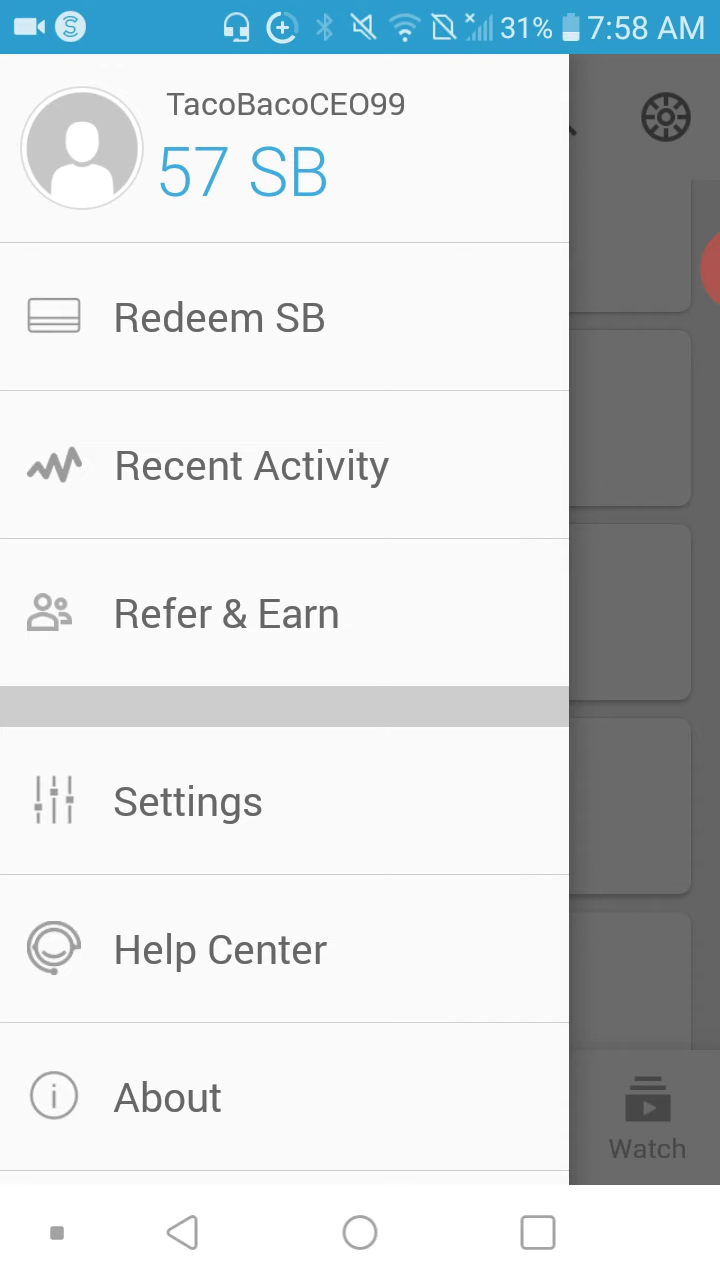 31% 7:58 AM
TacoBacoCEO99
57 SB
Redeem SB
Recent Activity
Refer & Earn
Settings
Help Center
About
Watch